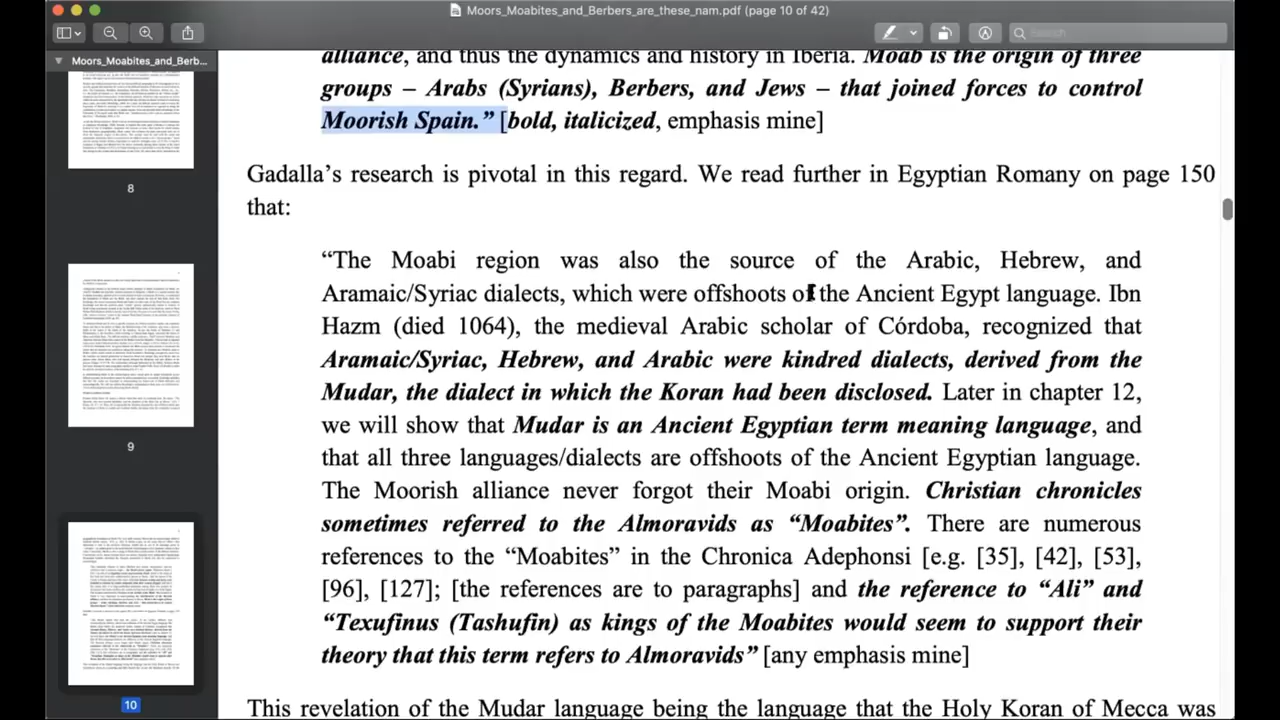 Moors_Moabites_and_Berbers_are_these_nam.pdf (page 10 of 42)
Search
Moors_Moabites_and_Berb...
8
9
10
alliance, and thus the dynamics and history in Iberia. Moab is the origin of three
groups – Arabs (Syrians), Berbers, and Jews – that joined forces to control
Moorish Spain.” [bold, italicized, emphasis mine]
Gadalla’s research is pivotal in this regard. We read further in Egyptian Romany on page 150
that:
“The Moabi region was also the source of the Arabic, Hebrew, and
Aramaic/Syriac dialects, which were offshoots of the Ancient Egypt language. Ibn
Hazm (died 1064), the medieval Arabic scholar of Córdoba, recognized that
Aramaic/Syriac, Hebrew, and Arabic were kindred dialects, derived from the
Mudar, the dialect in which the Koran had been disclosed. Later in chapter 12,
we will show that Mudar is an Ancient Egyptian term meaning language, and
that all three languages/dialects are offshoots of the Ancient Egyptian language.
The Moorish alliance never forgot their Moabi origin. Christian chronicles
sometimes referred to the Almoravids as “Moabites”. There are numerous
references to the “Moabites” in the Chronica Adephonsi [e.g. [35], [42], [53],
[96], [107]; [the references are to paragraphs]. the reference to “Ali” and
“Texufinis (Tashufin) kings of the Moabites” would seem to support their
identification as references to Almoravids” [and emphasis mine]
This revelation of the Mudar language being the language that the Holy Koran of Mecca was